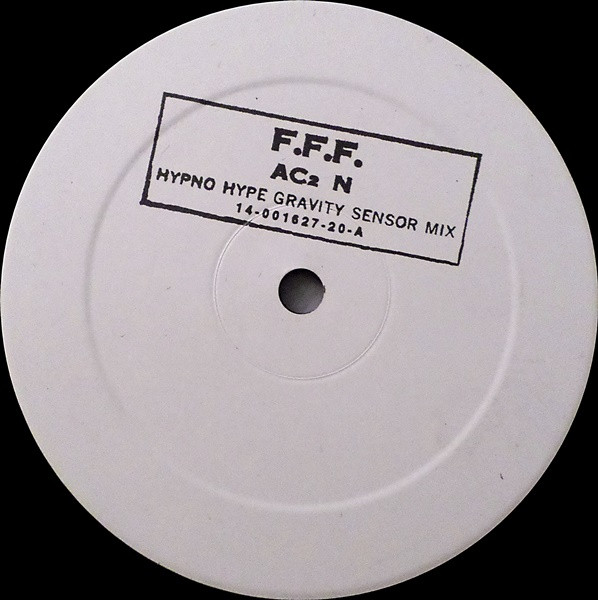 F.F.F.
AC2 N
HYPNO HYPE GRAVITY SENSOR MIX
14-001627-20-A